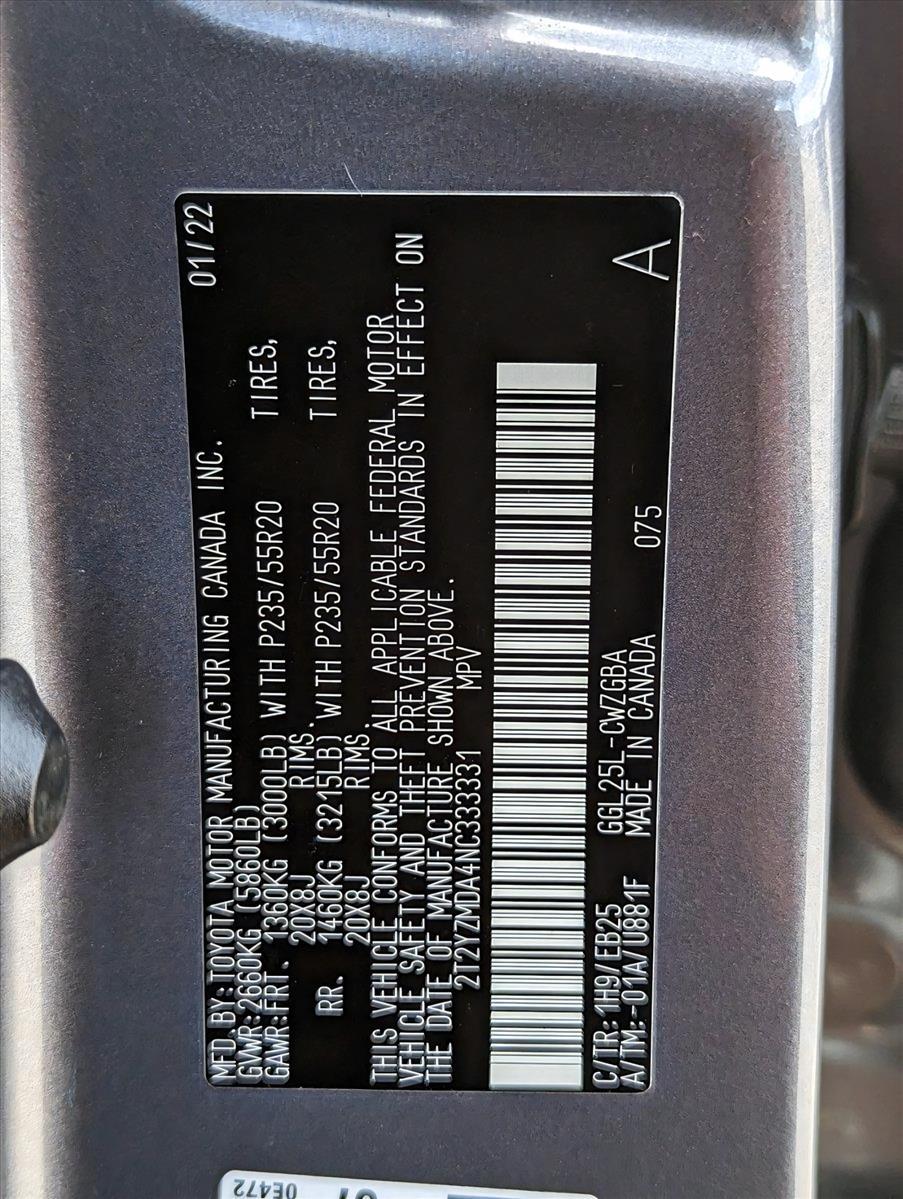 MFD.BY:TOYOTA MOTOR MANUFACTURING CANADA INC. 01/22
GVWR:2660KG(5860LB)
GAWR:FRT. 1360KG (3000LB) WITH P235/55R20 TIRES,
20X8J RIMS.
RR. 1460KG (3215LB) WITH P235/55R20 TIRES,
20X8J RIMS.
THIS VEHICLE CONFORMS TO ALL APPLICABLE FEDERAL MOTOR
VEHICLE SAFETY AND THEFT PREVENTION STANDARDS IN EFFECT ON
THE DATE OF MANUFACTURE SHOWN ABOVE.
2T2YZMDA4NC333331 MPV
C/TR:1H9/EB25 GGL25L-CWZGBA
A/TM:-01A/U881F MADE IN CANADA 075 A
0E472